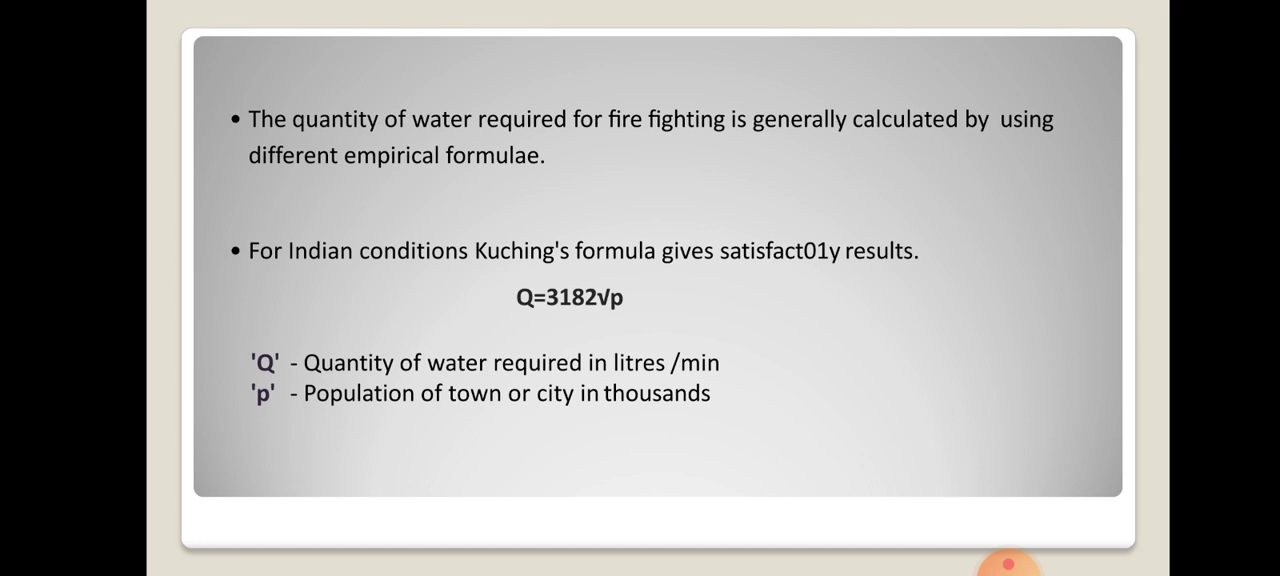 • The quantity of water required for fire fighting is generally calculated by using
different empirical formulae.
• For Indian conditions Kuching's formula gives satisfact01y results.
Q=3182√p
'Q' - Quantity of water required in litres /min
'p' - Population of town or city in thousands